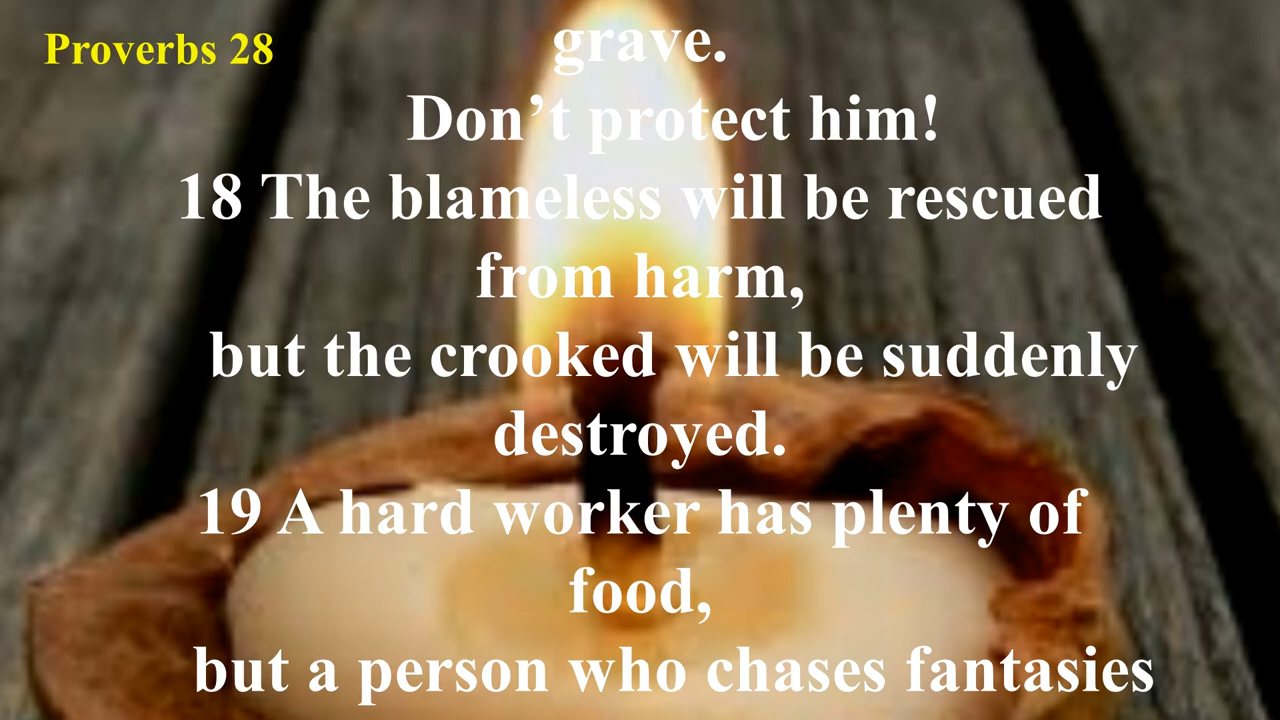 Proverbs 28
grave.
Don’t protect him!
18 The blameless will be rescued
from harm,
but the crooked will be suddenly
destroyed.
19 A hard worker has plenty of
food,
but a person who chases fantasies